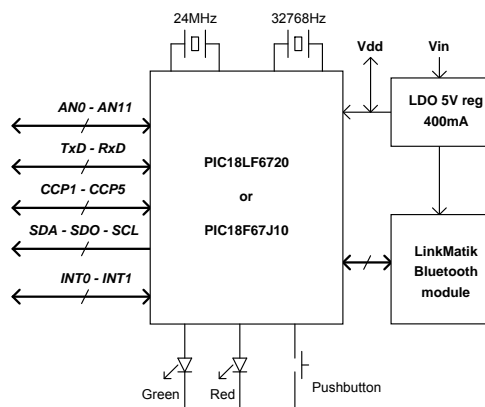 24MHz
32768Hz
Vdd
Vin
LDO 5V reg
400mA
AN0 - AN11
TxD - RxD
CCP1 - CCP5
SDA - SDO - SCL
INT0 - INT1
PIC18LF6720
or
PIC18F67J10
LinkMatik
Bluetooth
module
Green
Red
Pushbutton